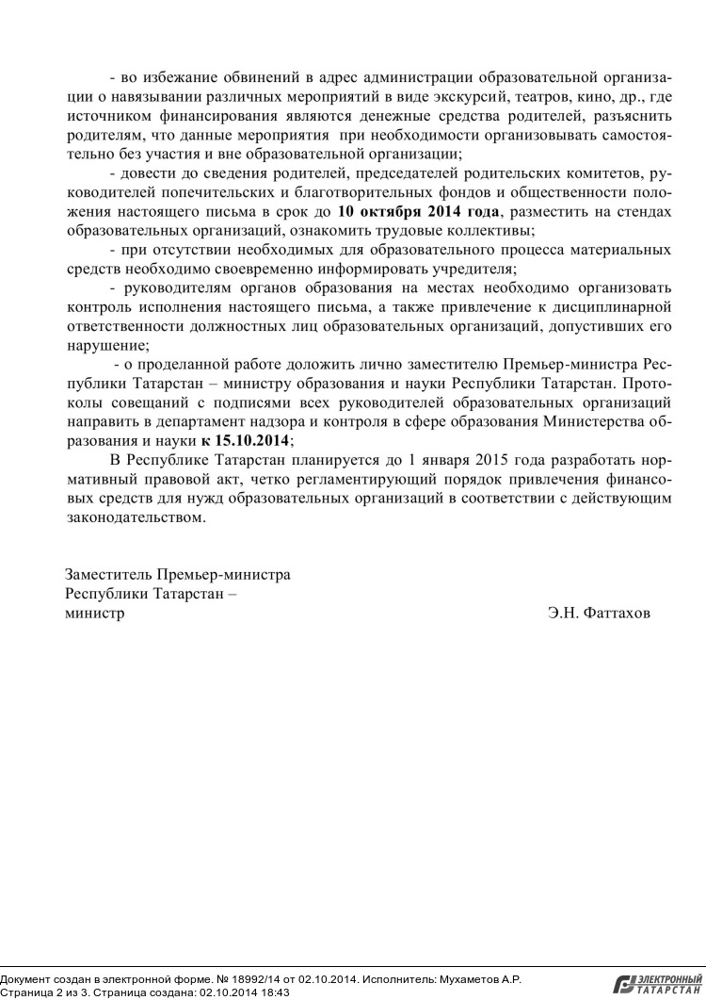 - во избежание обвинений в адрес администрации образовательной организа-
ции о навязывании различных мероприятий в виде экскурсий, театров, кино, др., где
источником финансирования являются денежные средства родителей, разъяснить
родителям, что данные мероприятия при необходимости организовывать самостоя-
тельно без участия и вне образовательной организации;
- довести до сведения родителей, председателей родительских комитетов, ру-
ководителей попечительских и благотворительных фондов и общественности поло-
жения настоящего письма в срок до 10 октября 2014 года, разместить на стендах
образовательных организаций, ознакомить трудовые коллективы;
- при отсутствии необходимых для образовательного процесса материальных
средств необходимо своевременно информировать учредителя;
- руководителям органов образования на местах необходимо организовать
контроль исполнения настоящего письма, а также привлечение к дисциплинарной
ответственности должностных лиц образовательных организаций, допустивших его
нарушение;
- о проделанной работе доложить лично заместителю Премьер-министра Рес-
публики Татарстан – министру образования и науки Республики Татарстан. Прото-
колы совещаний с подписями всех руководителей образовательных организаций
направить в департамент надзора и контроля в сфере образования Министерства об-
разования и науки к 15.10.2014;
В Республике Татарстан планируется до 1 января 2015 года разработать нор-
мативный правовой акт, четко регламентирующий порядок привлечения финансо-
вых средств для нужд образовательных организаций в соответствии с действующим
законодательством.
Заместитель Премьер-министра
Республики Татарстан –
министр Э.Н. Фаттахов
Документ создан в электронной форме. № 18992/14 от 02.10.2014. Исполнитель: Мухаметов А.Р.
Страница 2 из 3. Страница создана: 02.10.2014 18:43
ЭЛЕКТРОННЫЙ
ТАТАРСТАН